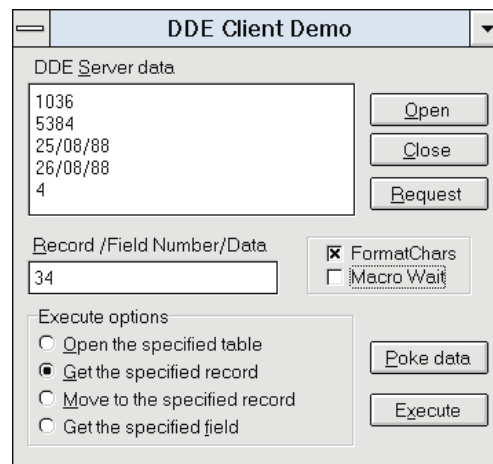 DDE Client Demo
DDE Server data
1036
5384
25/08/88
26/08/88
4
Open
Close
Request
Record /Field Number/Data
34
FormatChars
Macro Wait
Execute options
Open the specified table
Get the specified record
Move to the specified record
Get the specified field
Poke data
Execute